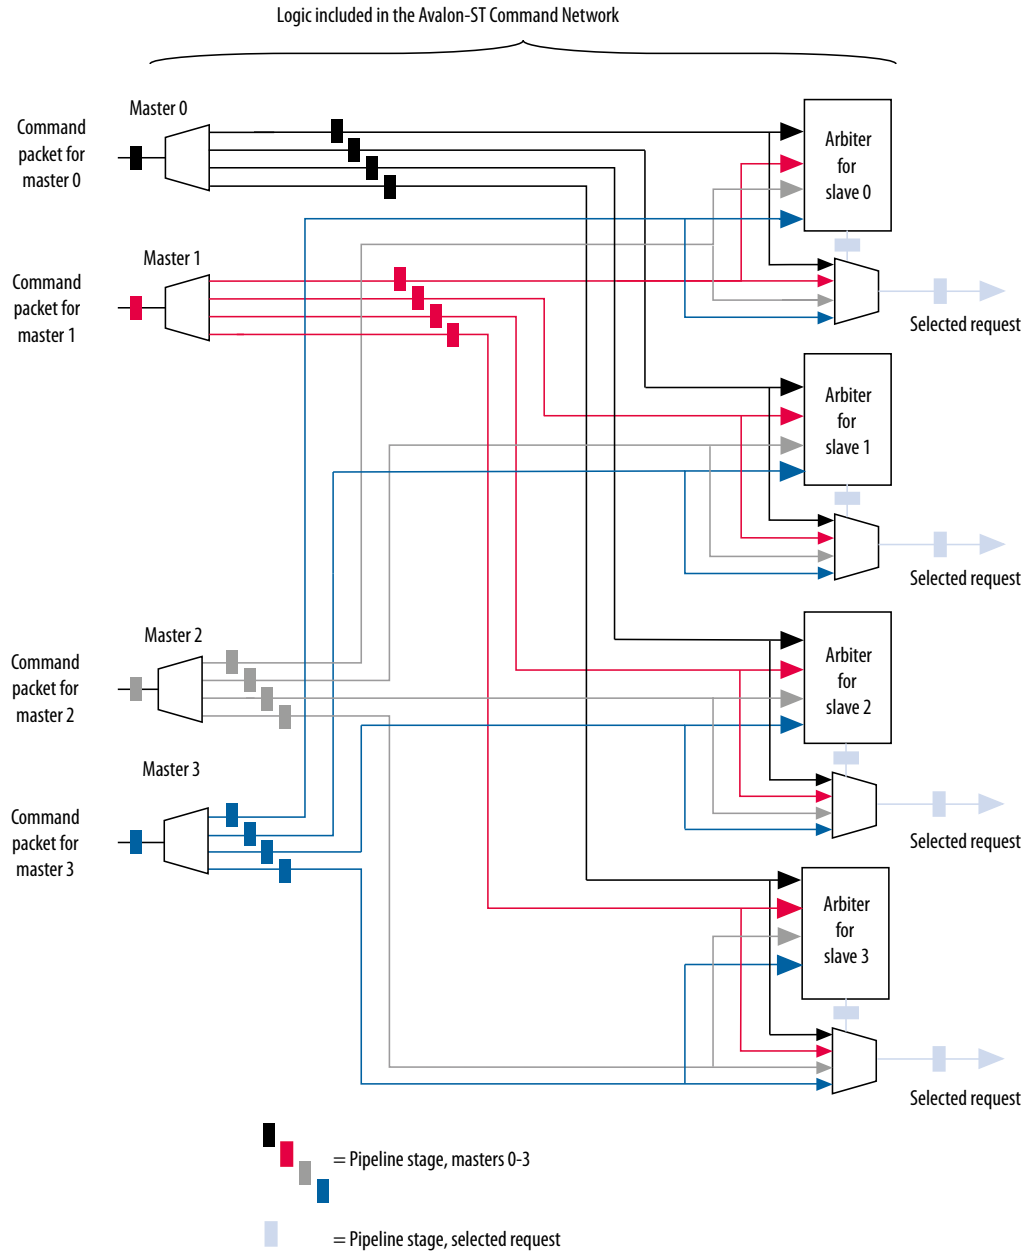 Logic included in the Avalon-ST Command Network
Master 0
Command
packet for
master 0
Arbiter
for
slave 0
Master 1
Command
packet for
master 1
Selected request
Arbiter
for
slave 1
Selected request
Master 2
Command
packet for
master 2
Arbiter
for
slave 2
Master 3
Command
packet for
master 3
Selected request
Arbiter
for
slave 3
Selected request
= Pipeline stage, masters 0-3
= Pipeline stage, selected request